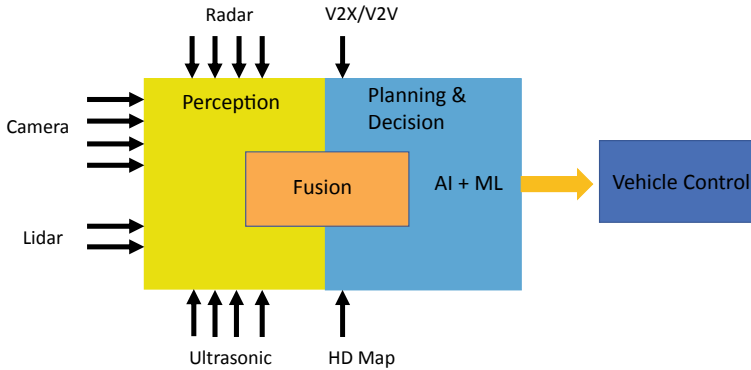 Radar
V2X/V2V
Perception
Planning &
Decision
Camera
Fusion
AI + ML
Vehicle Control
Lidar
Ultrasonic
HD Map